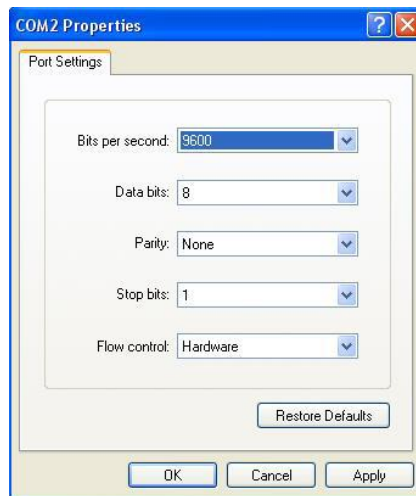 COM2 Properties
Port Settings
Bits per second: 9600
Data bits: 8
Parity: None
Stop bits: 1
Flow control: Hardware
Restore Defaults
OK Cancel Apply